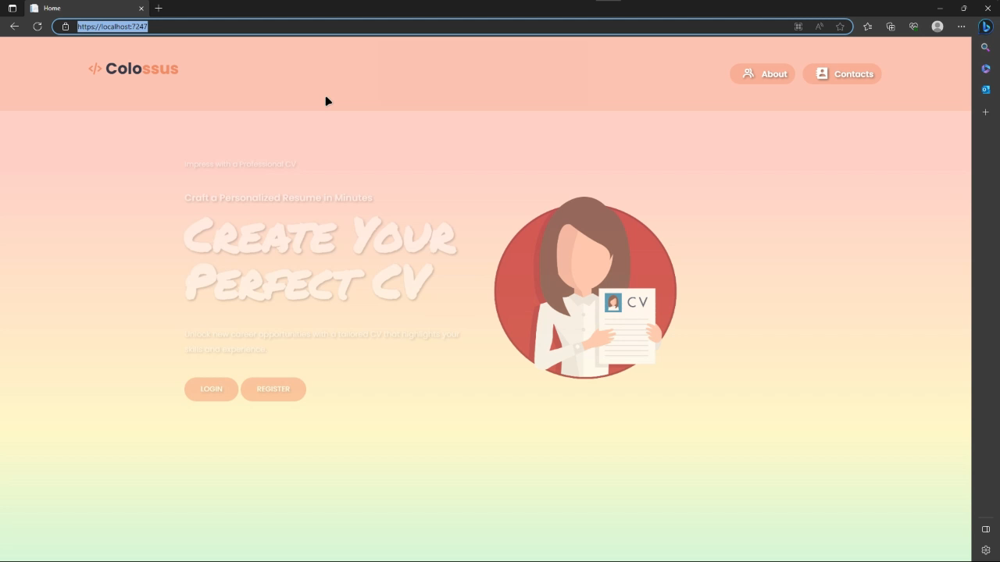 Home
https://localhost:7247
</> Colossus
About
Contacts
Impress with a Professional CV
Craft a Personalized Resume in Minutes
Create Your
Perfect CV
CV
Unlock new career opportunities with a tailored CV that highlights your
skills and experience.
LOGIN
REGISTER